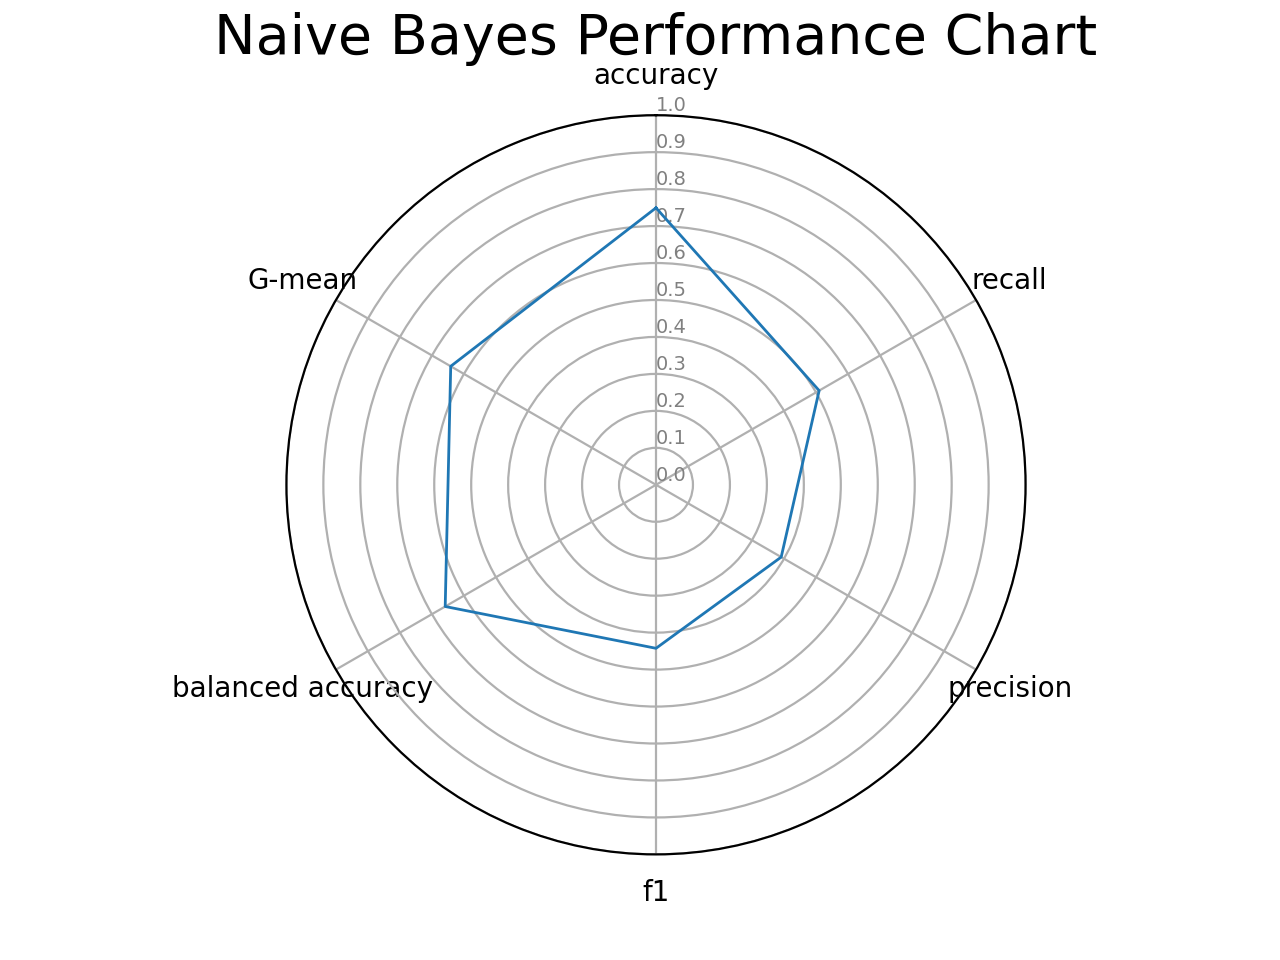 Naive Bayes Performance Chart
accuracy
1.0
0.9
0.8
0.7
0.6
G-mean
recall
0.5
0.4
0.3
0.2
0.1
0.0
balanced accuracy
precision
f1